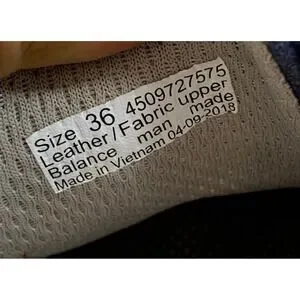 Size 36 4509727575
Leather/Fabric upper
Balance man made
Made in Vietnam 04-09-2018